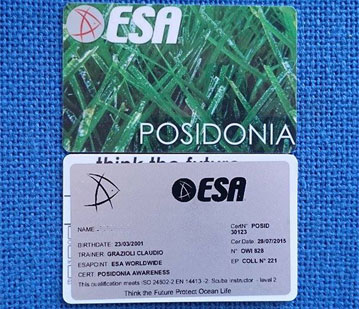 ESA
POSIDONIA
think the future
ESA
NAME
CertN° POSID
30123
BIRTHDATE: 23/03/2001
Cer.Date: 28/07/2015
TRAINER: GRAZIOLI CLAUDIO
N° OWI 828
ESAPOINT: ESA WORLDWIDE
EP COLL N° 221
CERT. POSIDONIA AWARENESS
This qualification meets ISO 24802-2 EN 14413 -2 Scuba instructor - level 2
Think the Future Protect Ocean Life